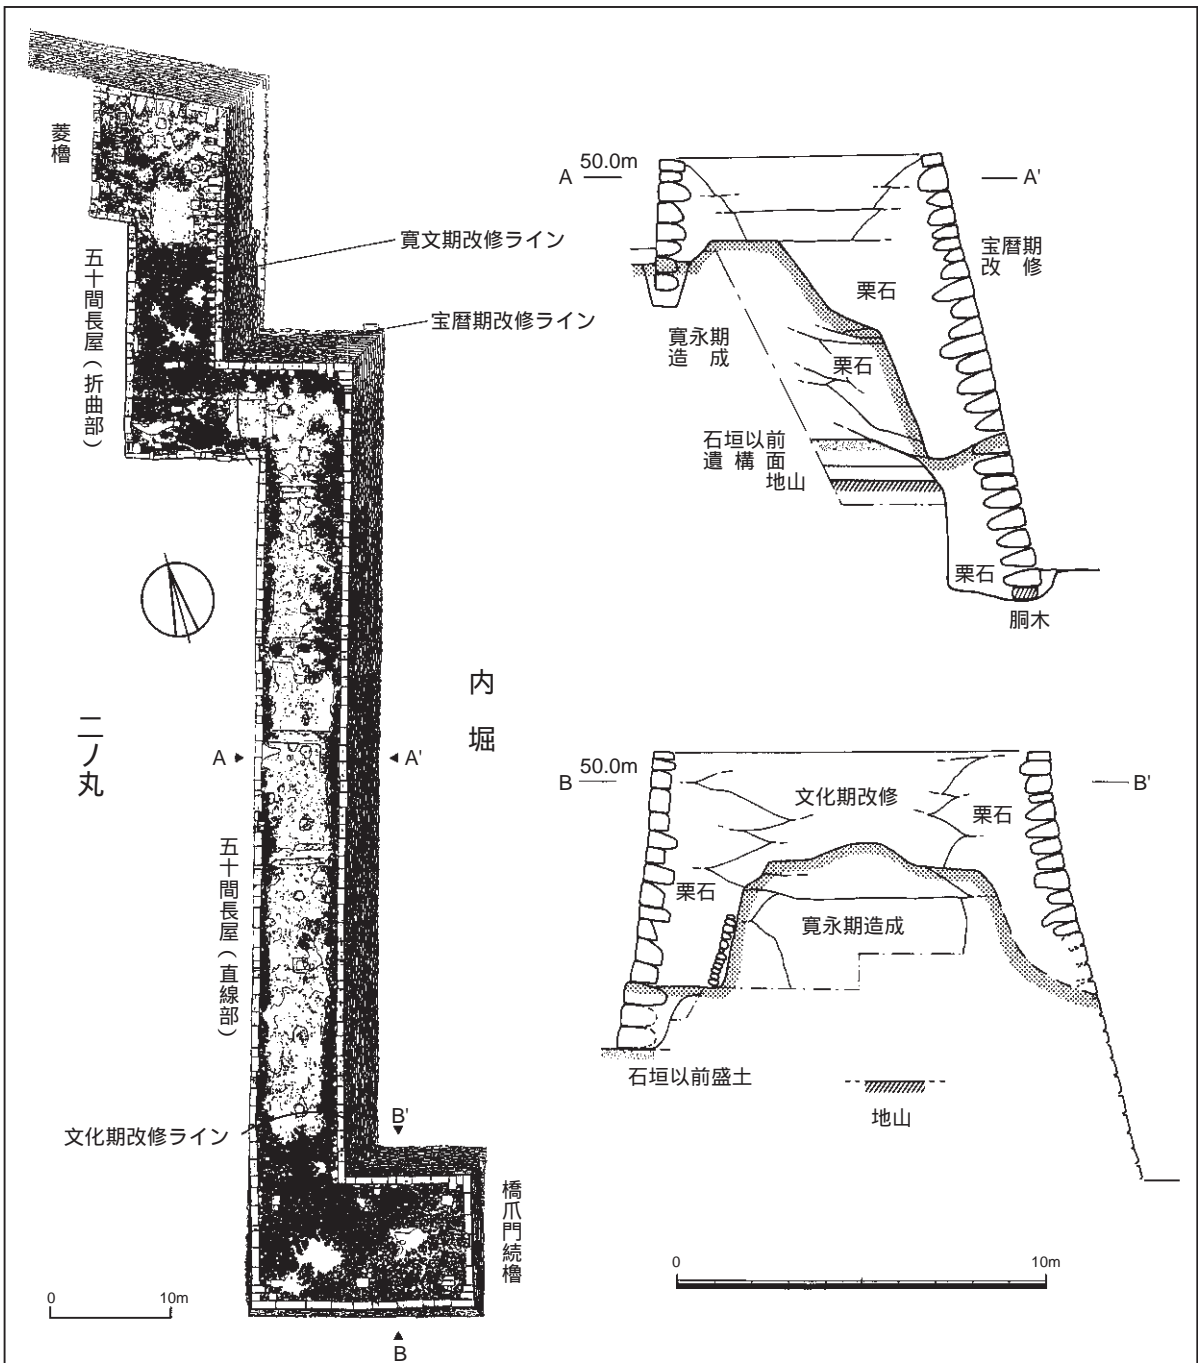 菱櫓
五十間長屋(折曲部)
寛文期改修ライン
宝暦期改修ライン
内堀
二ノ丸
A
A'
五十間長屋(直線部)
文化期改修ライン
B'
橋爪門続櫓
0 10m
B
A 50.0m A'
宝暦期
改修
栗石
寛永期
造成
栗石
石垣以前
遺構面
地山
栗石
胴木
B 50.0m B'
文化期改修
栗石
栗石
寛永期造成
石垣以前盛土
地山
0 10m